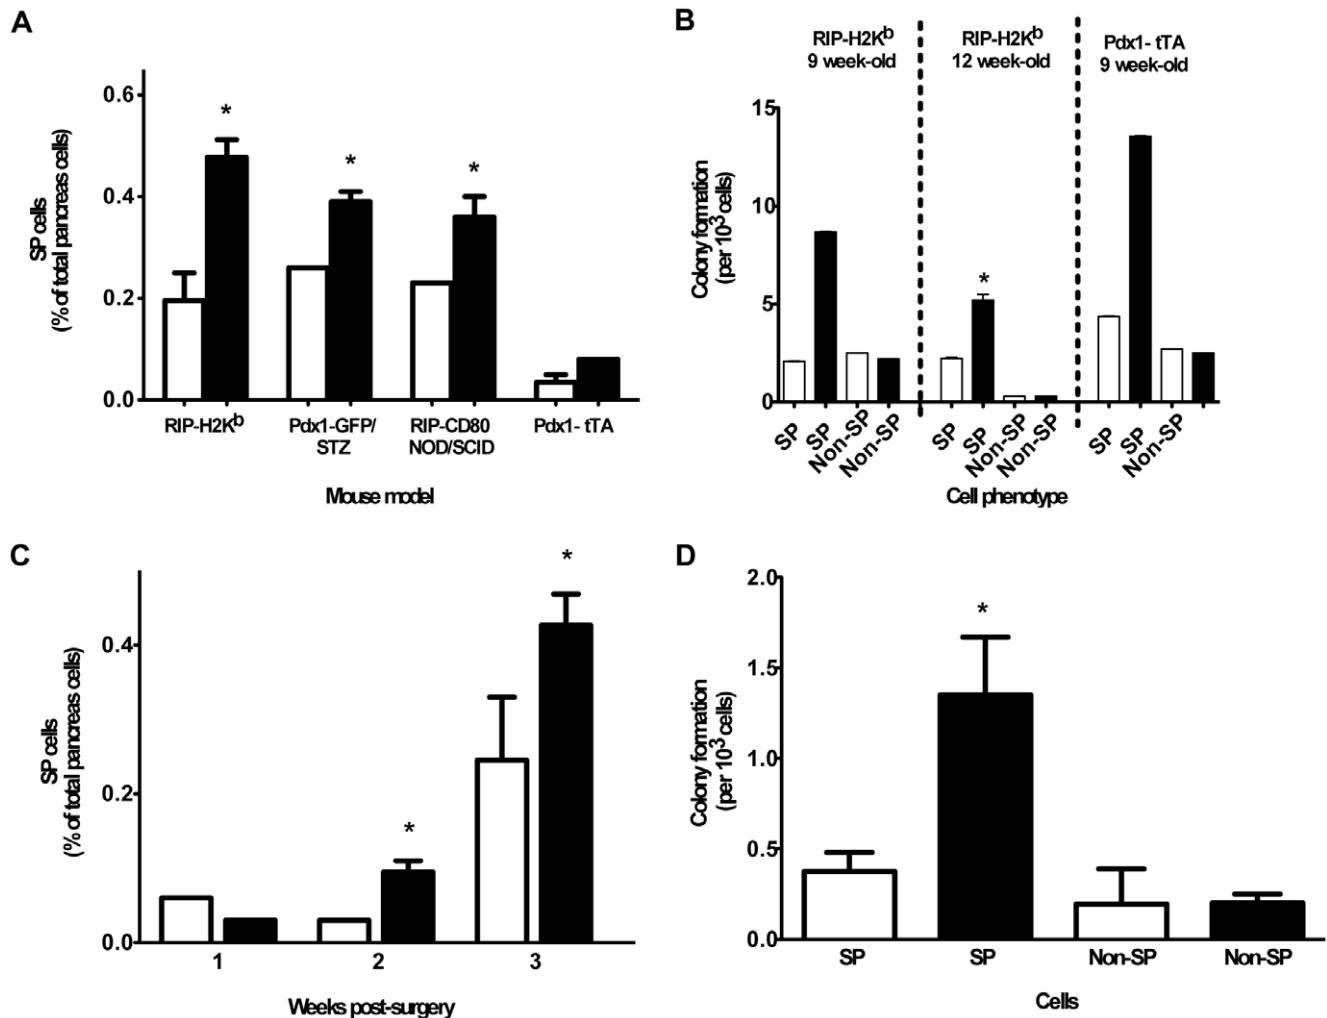 A
SP cells
(% of total pancreas cells)
0.6
0.4
0.2
0.0
*
*
*
RIP-H2Kb
Pdx1-GFP/
STZ
RIP-CD80
NOD/SCID
Pdx1- tTA
Mouse model
B
RIP-H2Kb
9 week-old
RIP-H2Kb
12 week-old
Pdx1- tTA
9 week-old
Colony formation
(per 10^3 cells)
15
10
5
0
*
SP
SP
Non-SP
Non-SP
SP
SP
Non-SP
Non-SP
SP
SP
Non-SP
Cell phenotype
C
SP cells
(% of total pancreas cells)
0.4
0.2
0.0
*
*
1
2
3
Weeks post-surgery
D
Colony formation
(per 10^3 cells)
2.0
1.5
1.0
0.5
0.0
*
SP
SP
Non-SP
Non-SP
Cells